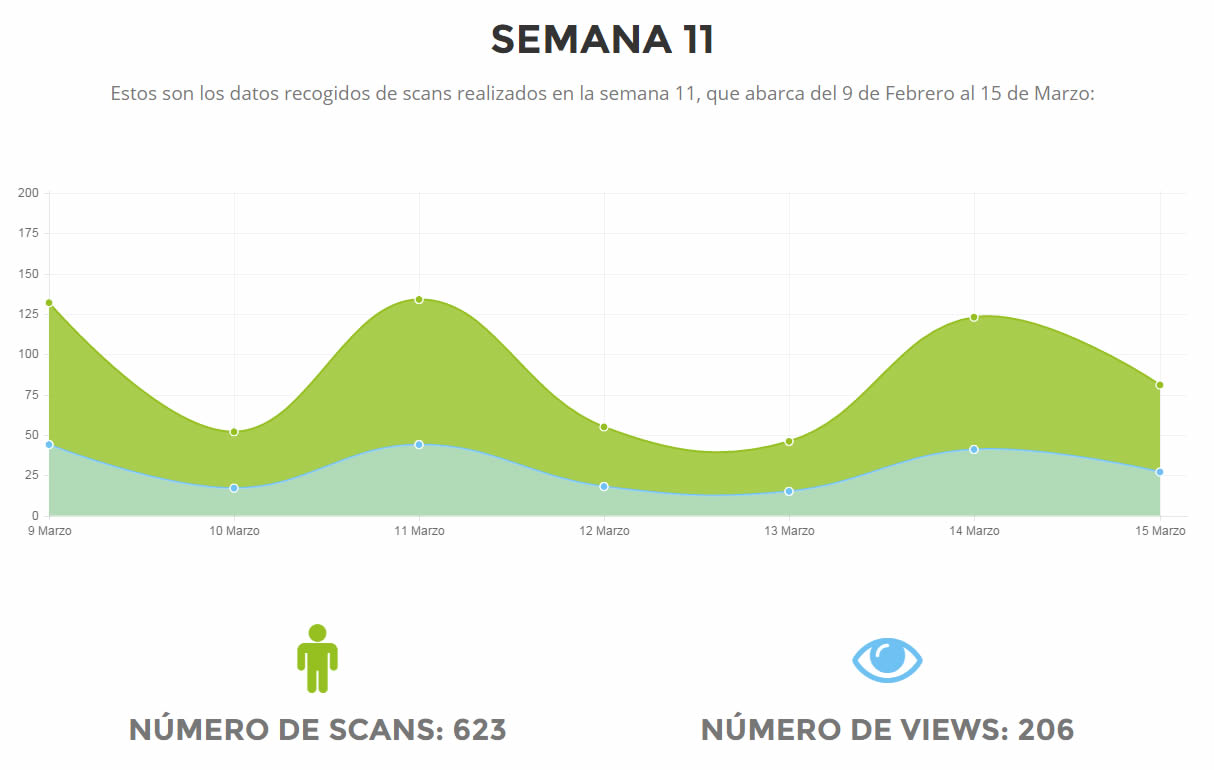 SEMANA 11
Estos son los datos recogidos de scans realizados en la semana 11, que abarca del 9 de Febrero al 15 de Marzo:
200
175
150
125
100
75
50
25
0
9 Marzo 10 Marzo 11 Marzo 12 Marzo 13 Marzo 14 Marzo 15 Marzo
NÚMERO DE SCANS: 623 NÚMERO DE VIEWS: 206